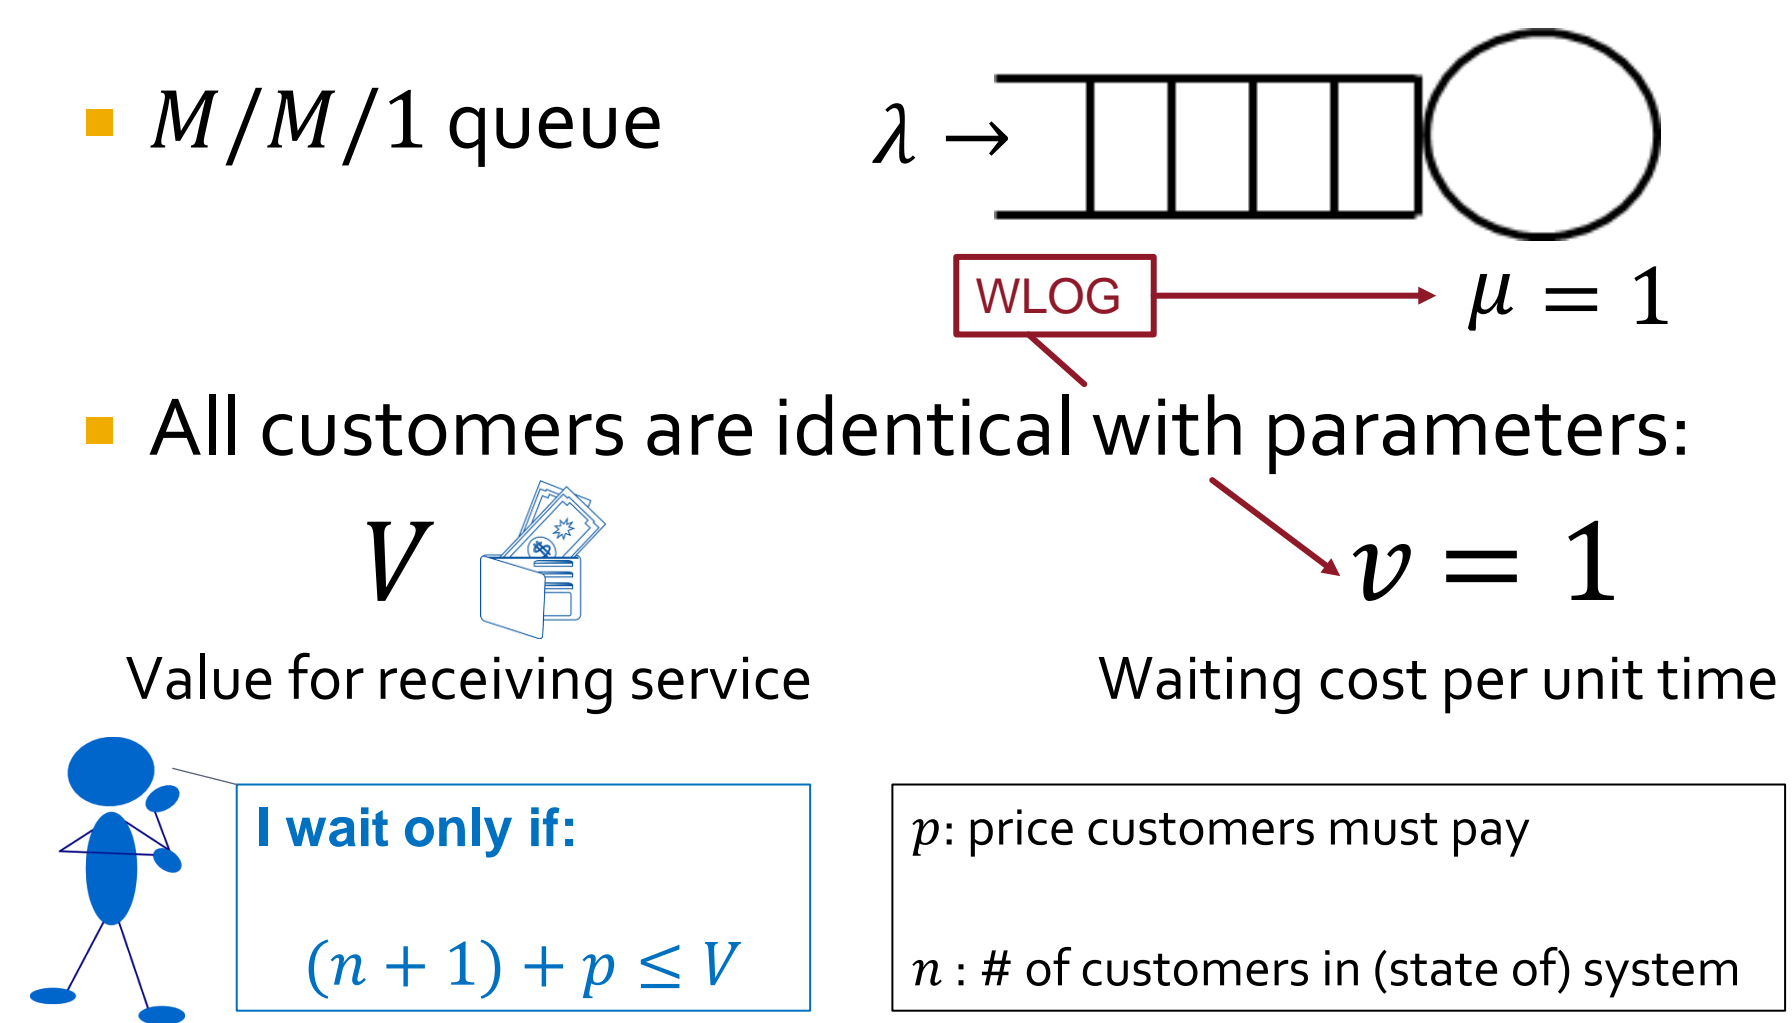 M/M/1 queue
λ →
WLOG
μ = 1
All customers are identical with parameters:
V
v = 1
Value for receiving service
Waiting cost per unit time
I wait only if:
(n + 1) + p ≤ V
p: price customers must pay
n : # of customers in (state of) system